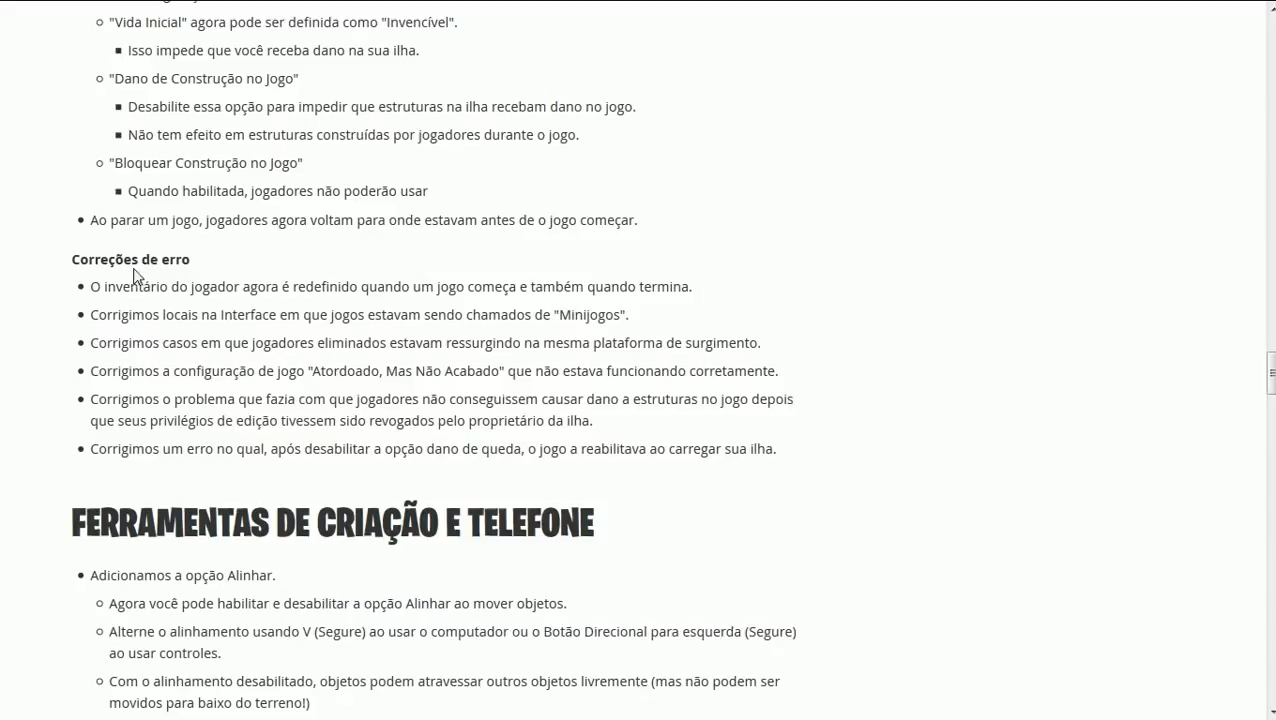 "Vida Inicial" agora pode ser definida como "Invencível".
Isso impede que você receba dano na sua ilha.
"Dano de Construção no Jogo"
Desabilite essa opção para impedir que estruturas na ilha recebam dano no jogo.
Não tem efeito em estruturas construídas por jogadores durante o jogo.
"Bloquear Construção no Jogo"
Quando habilitada, jogadores não poderão usar
Ao parar um jogo, jogadores agora voltam para onde estavam antes de o jogo começar.
Correções de erro
O inventário do jogador agora é redefinido quando um jogo começa e também quando termina.
Corrigimos locais na Interface em que jogos estavam sendo chamados de "Minijogos".
Corrigimos casos em que jogadores eliminados estavam ressurgindo na mesma plataforma de surgimento.
Corrigimos a configuração de jogo "Atordoado, Mas Não Acabado" que não estava funcionando corretamente.
Corrigimos o problema que fazia com que jogadores não conseguissem causar dano a estruturas no jogo depois
que seus privilégios de edição tivessem sido revogados pelo proprietário da ilha.
Corrigimos um erro no qual, após desabilitar a opção dano de queda, o jogo a reabilitava ao carregar sua ilha.
FERRAMENTAS DE CRIAÇÃO E TELEFONE
Adicionamos a opção Alinhar.
Agora você pode habilitar e desabilitar a opção Alinhar ao mover objetos.
Alterne o alinhamento usando V (Segure) ao usar o computador ou o Botão Direcional para esquerda (Segure)
ao usar controles.
Com o alinhamento desabilitado, objetos podem atravessar outros objetos livremente (mas não podem ser
movidos para baixo do terreno!)